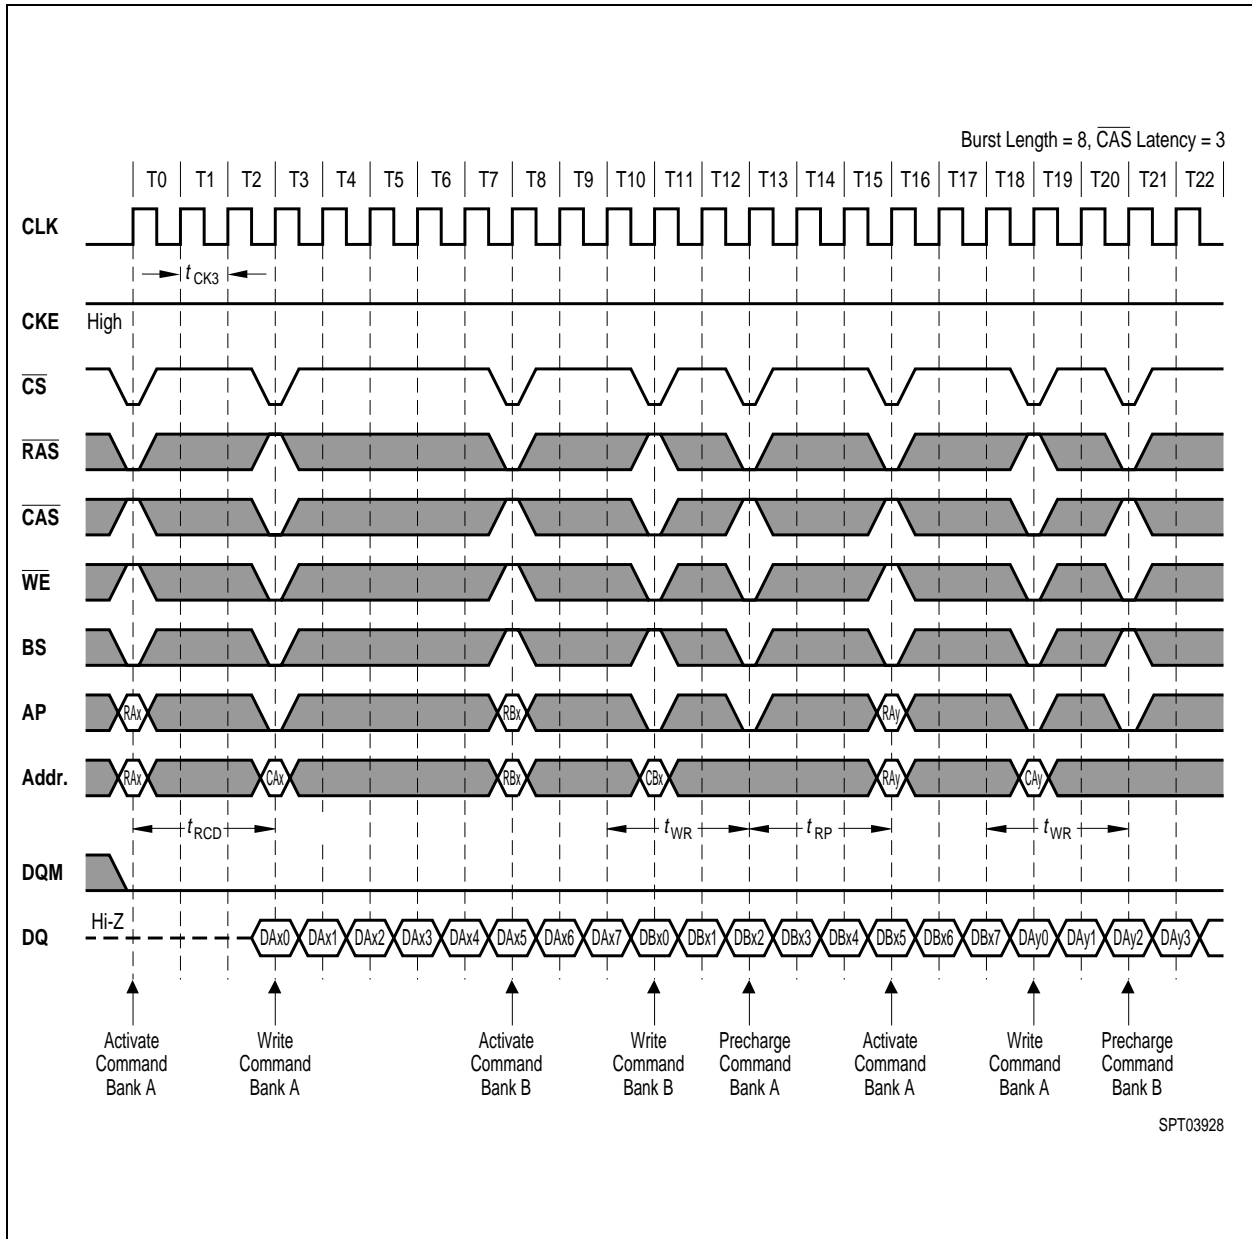 Burst Length = 8, CAS Latency = 3
T0 T1 T2 T3 T4 T5 T6 T7 T8 T9 T10 T11 T12 T13 T14 T15 T16 T17 T18 T19 T20 T21 T22
CLK
t CK3
CKE High
CS
RAS
CAS
WE
BS
AP RAx RBx RAy
Addr. RAx CAx RBx CBx RAy CAy
t RCD t WR t RP t WR
DQM
DQ Hi-Z DAx0 DAx1 DAx2 DAx3 DAx4 DAx5 DAx6 DAx7 DBx0 DBx1 DBx2 DBx3 DBx4 DBx5 DBx6 DBx7 DAy0 DAy1 DAy2 DAy3
Activate Command Bank A
Write Command Bank A
Activate Command Bank B
Write Command Bank B
Precharge Command Bank A
Activate Command Bank A
Write Command Bank A
Precharge Command Bank B
SPT03928